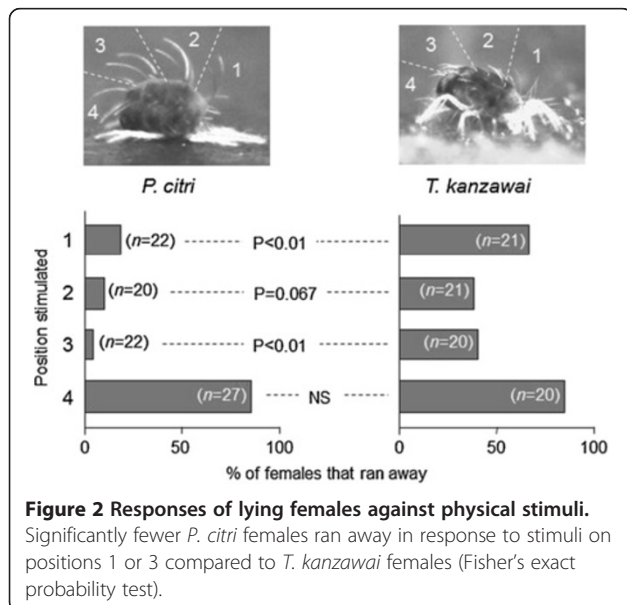 3 2 1 4
3 2 1 4
P. citri T. kanzawai
Position stimulated
1 (n=22) P<0.01 (n=21)
2 (n=20) P=0.067 (n=21)
3 (n=22) P<0.01 (n=20)
4 (n=27) NS (n=20)
0 50 100 0 50 100
% of females that ran away
Figure 2 Responses of lying females against physical stimuli.
Significantly fewer P. citri females ran away in response to stimuli on
positions 1 or 3 compared to T. kanzawai females (Fisher's exact
probability test).